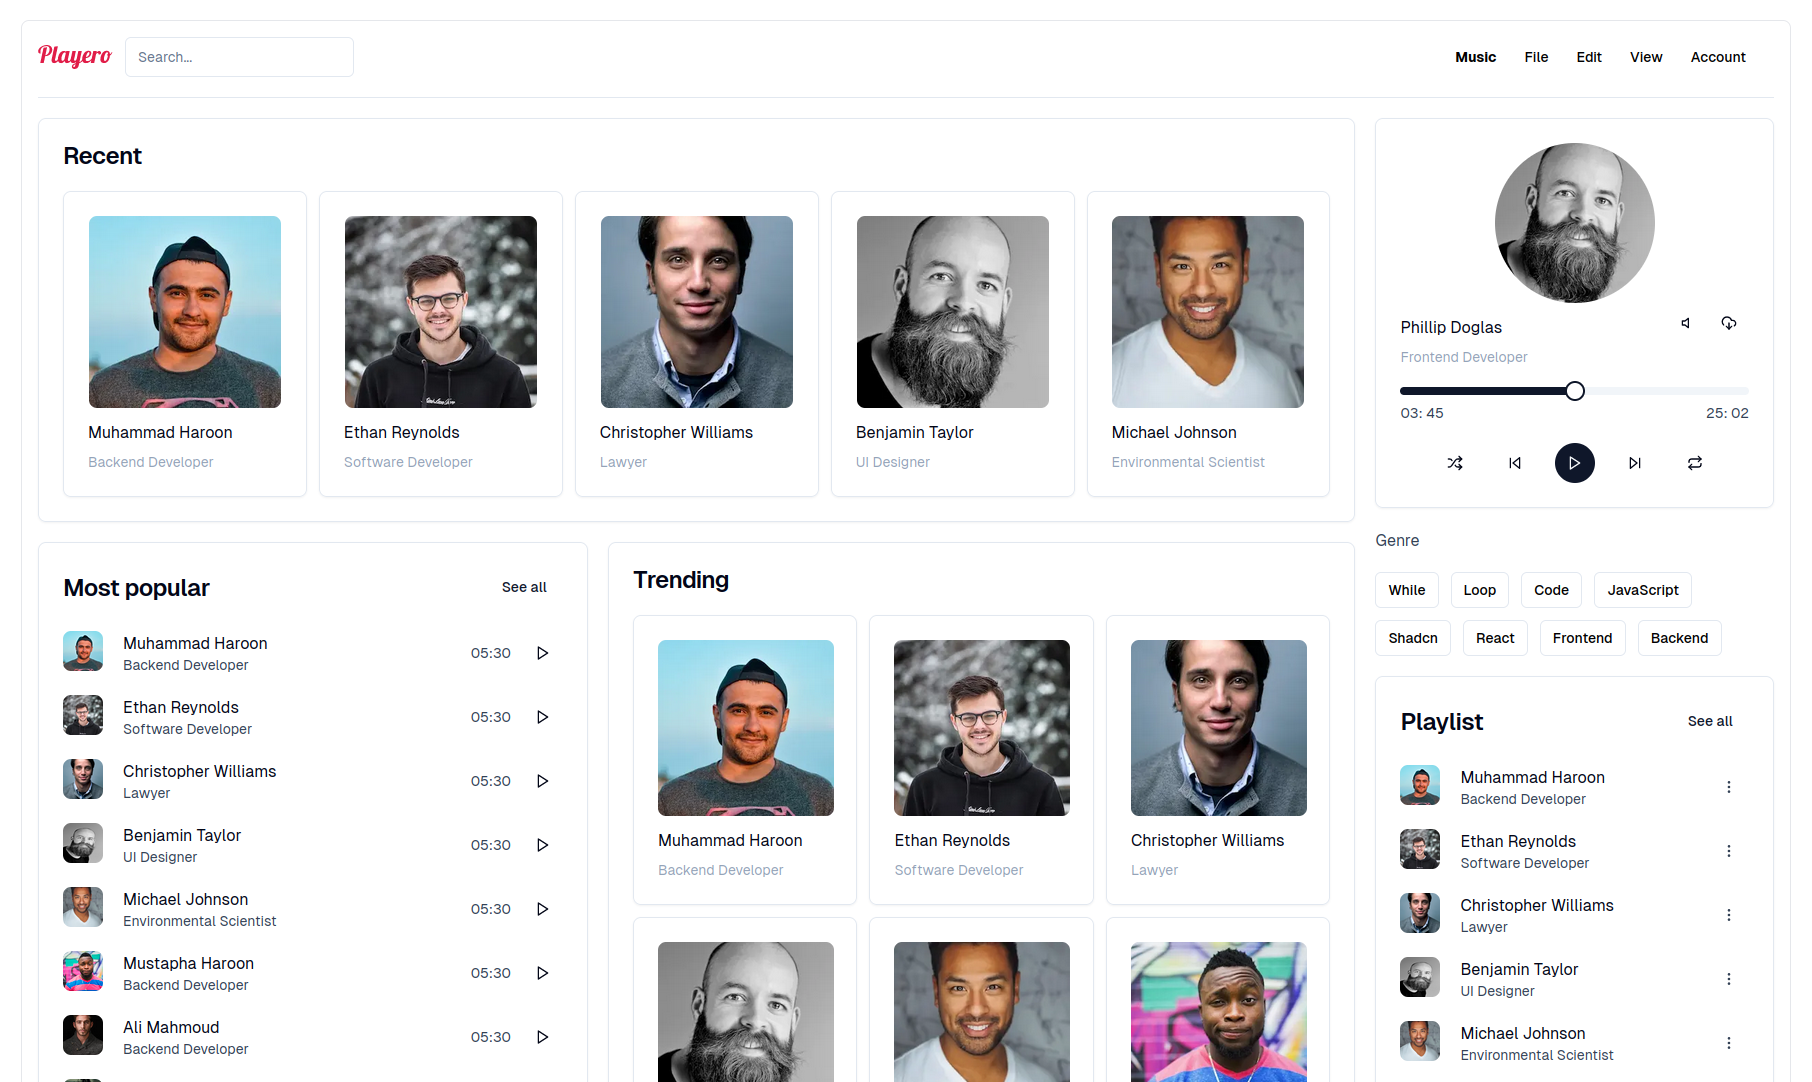 Playero
Search...
Music
File
Edit
View
Account
Recent
Muhammad Haroon
Backend Developer
Ethan Reynolds
Software Developer
Christopher Williams
Lawyer
Benjamin Taylor
UI Designer
Michael Johnson
Environmental Scientist
Phillip Doglas
Frontend Developer
03: 45
25: 02
Genre
While
Loop
Code
JavaScript
Shadcn
React
Frontend
Backend
Most popular
See all
Muhammad Haroon
Backend Developer
05:30
Ethan Reynolds
Software Developer
05:30
Christopher Williams
Lawyer
05:30
Benjamin Taylor
UI Designer
05:30
Michael Johnson
Environmental Scientist
05:30
Mustapha Haroon
Backend Developer
05:30
Ali Mahmoud
Backend Developer
05:30
Trending
Muhammad Haroon
Backend Developer
Ethan Reynolds
Software Developer
Christopher Williams
Lawyer
Playlist
See all
Muhammad Haroon
Backend Developer
Ethan Reynolds
Software Developer
Christopher Williams
Lawyer
Benjamin Taylor
UI Designer
Michael Johnson
Environmental Scientist